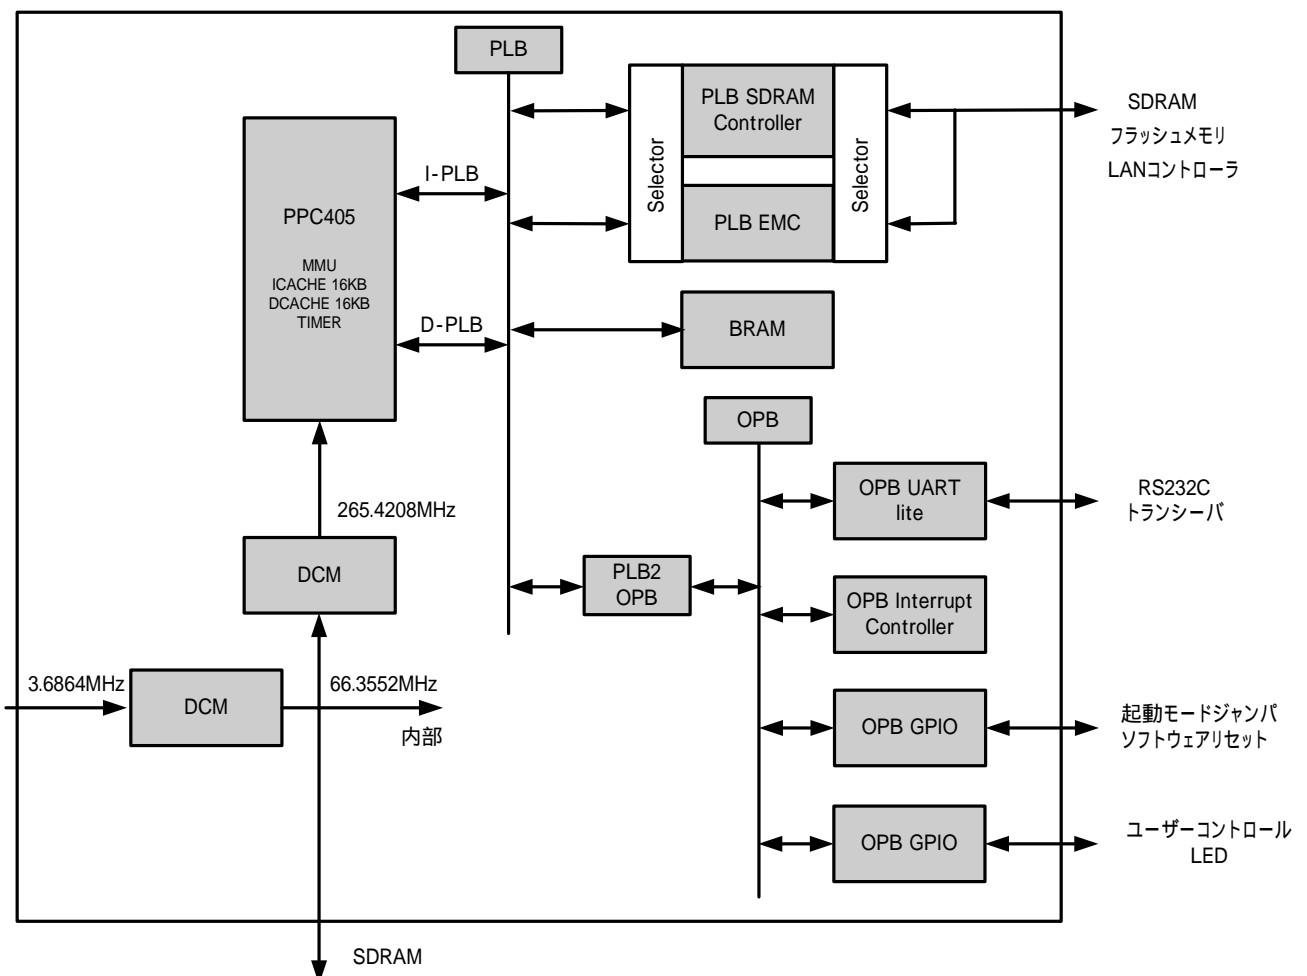 PLB
PLB SDRAM
Controller
Selector
Selector
PLB EMC
SDRAM
フラッシュメモリ
LANコントローラ
I-PLB
PPC405
MMU
ICACHE 16KB
DCACHE 16KB
TIMER
D-PLB
BRAM
OPB
OPB UART
lite
RS232C
トランシーバ
265.4208MHz
DCM
PLB2
OPB
OPB Interrupt
Controller
3.6864MHz
DCM
66.3552MHz
内部
OPB GPIO
起動モードジャンパ
ソフトウェアリセット
OPB GPIO
ユーザーコントロール
LED
SDRAM